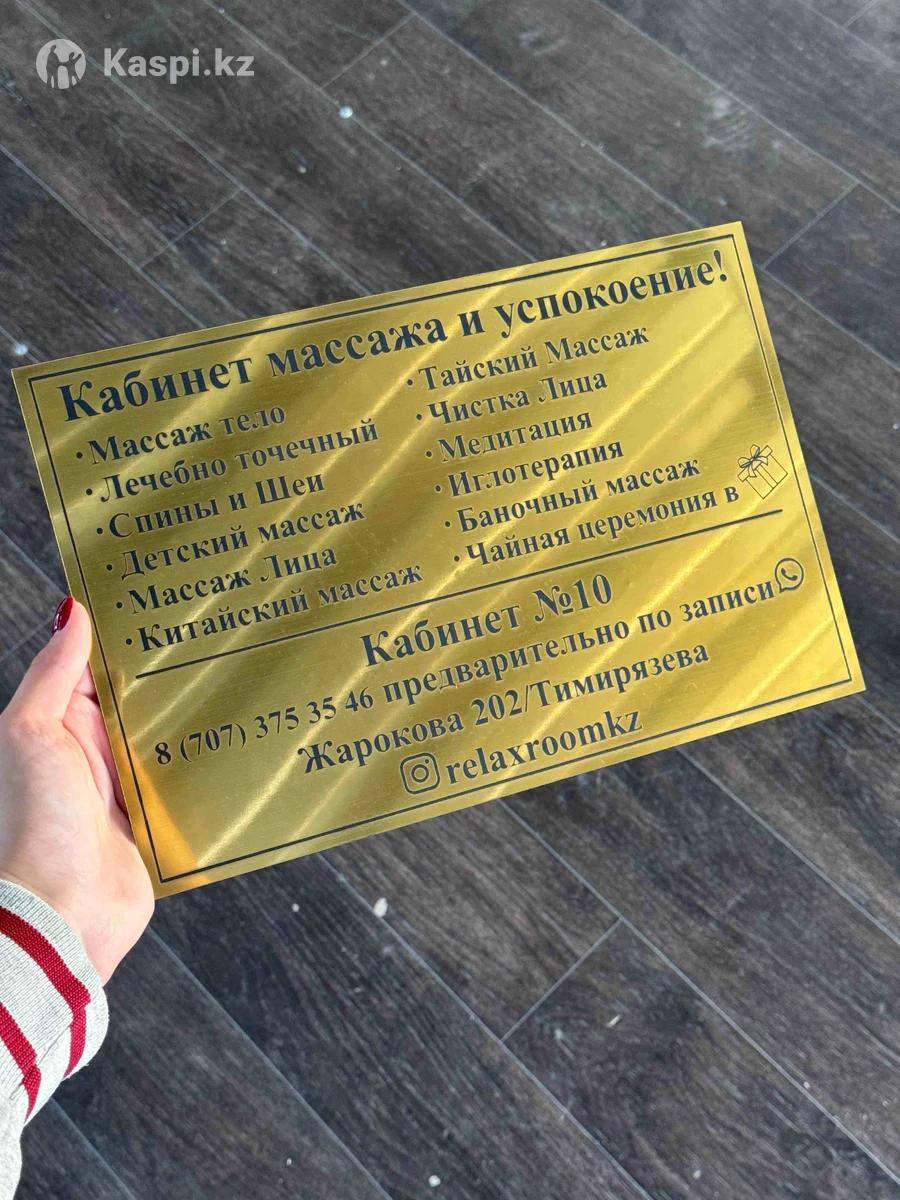 Kaspi.kz
Кабинет массажа и успокоение!
· Массаж тело
· Лечебно точечный
· Спины и Шеи
· Детский массаж
· Массаж Лица
· Китайский массаж
· Тайский Массаж
· Чистка Лица
· Медитация
· Иглотерапия
· Баночный массаж
· Чайная церемония в
Кабинет №10
8 (707) 375 35 46 предварительно по записи
Жарокова 202/Тимирязева
relaxroomkz